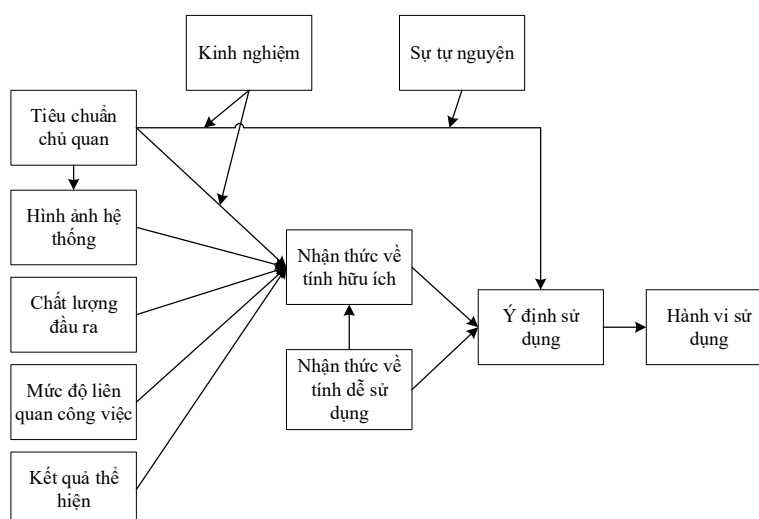 Kinh nghiệm
Sự tự nguyện
Tiêu chuẩn
chủ quan
Hình ảnh hệ
thống
Nhận thức về
tính hữu ích
Chất lượng
đầu ra
Ý định sử
dụng
Hành vi sử
dụng
Nhận thức về
tính dễ sử
dụng
Mức độ liên
quan công việc
Kết quả thể
hiện